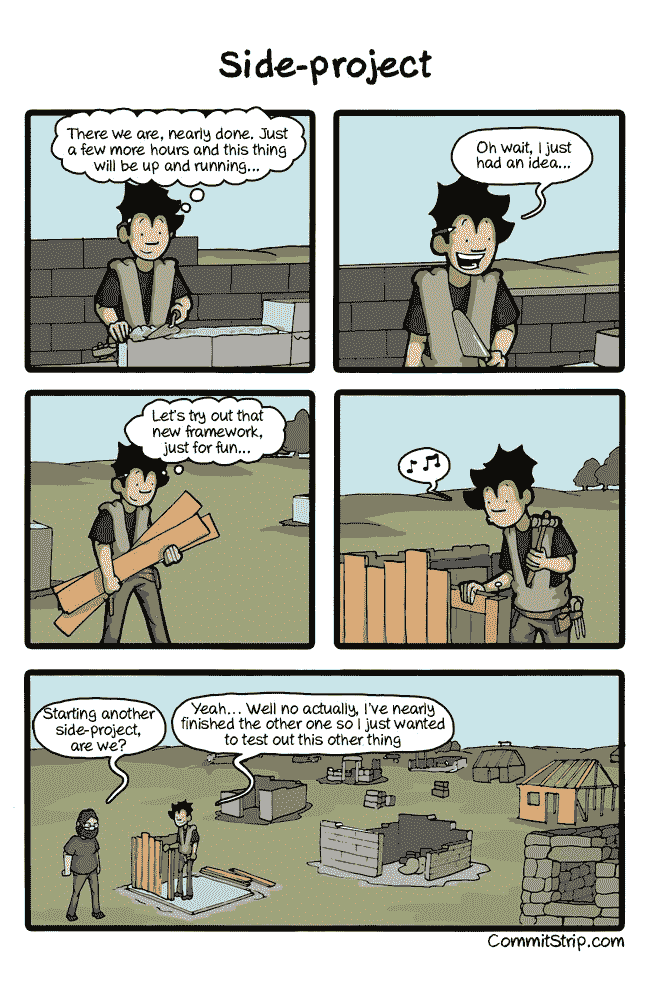 Side-project
There we are, nearly done. Just
a few more hours and this thing
will be up and running...
Oh wait, I just
had an idea...
Let's try out that
new framework,
just for fun...
Starting another
side-project,
are we?
Yeah... Well no actually, I've nearly
finished the other one so I just wanted
to test out this other thing
CommitStrip.com